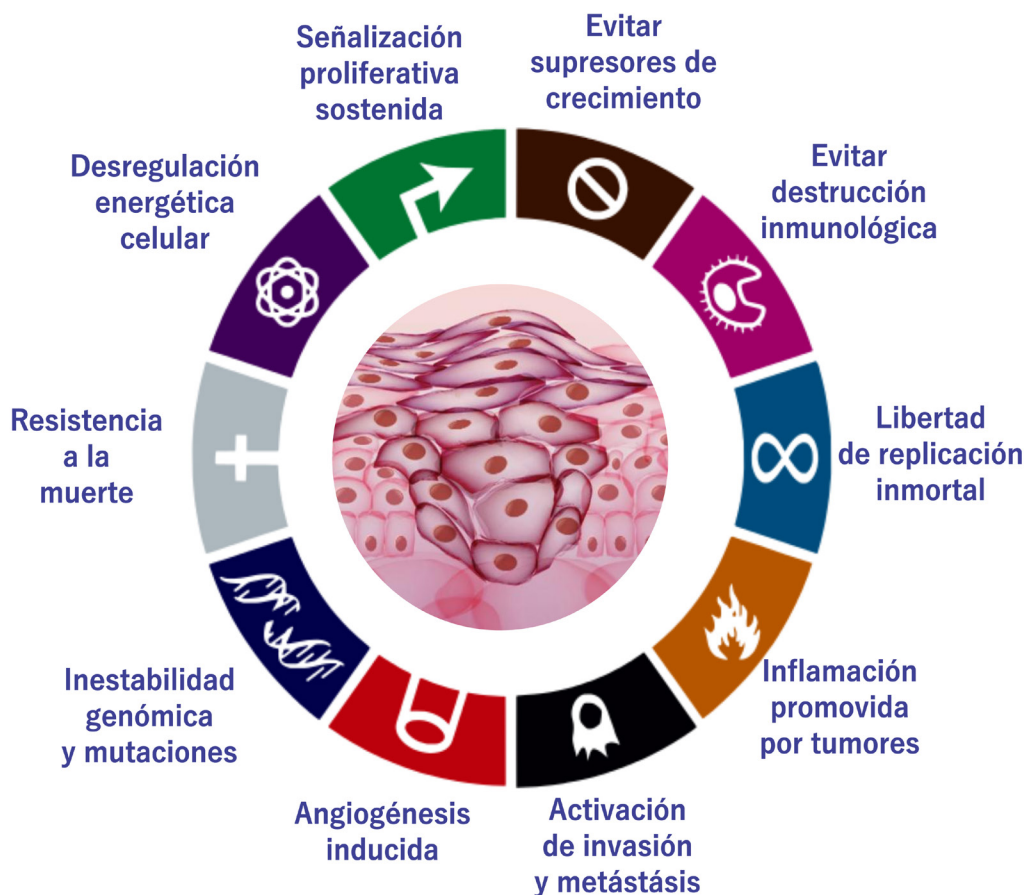 Señalización
proliferativa
sostenida
Evitar
supresores de
crecimiento
Evitar
destrucción
inmunológica
Libertad
de replicación
inmortal
Inflamación
promovida
por tumores
Activación
de invasión
y metástásis
Angiogénesis
inducida
Inestabilidad
genómica
y mutaciones
Resistencia
a la
muerte
Desregulación
energética
celular